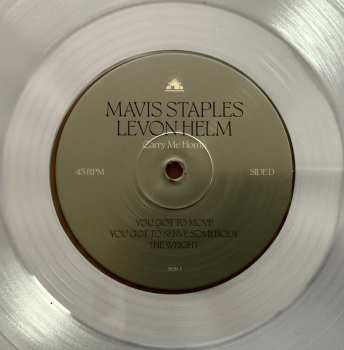 MAVIS STAPLES
LEVON HELM
Carry Me Home
45 RPM
SIDE D
YOU GOT TO MOVE
YOU GOT TO SERVE SOMEBODY
THE WEIGHT